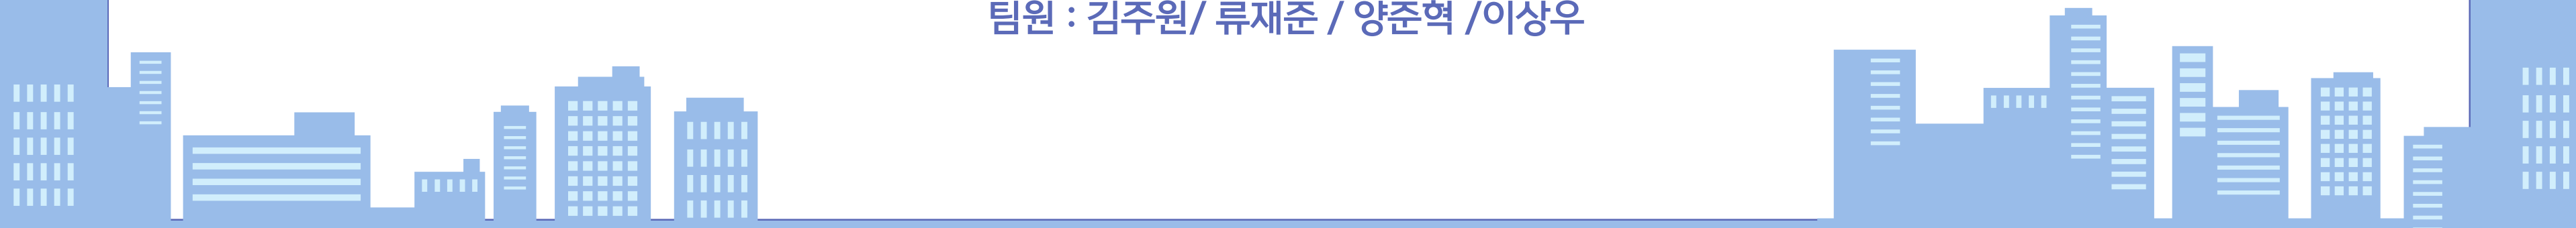 팀원 : 김주원/ 류재준 / 양준혁 /이상우